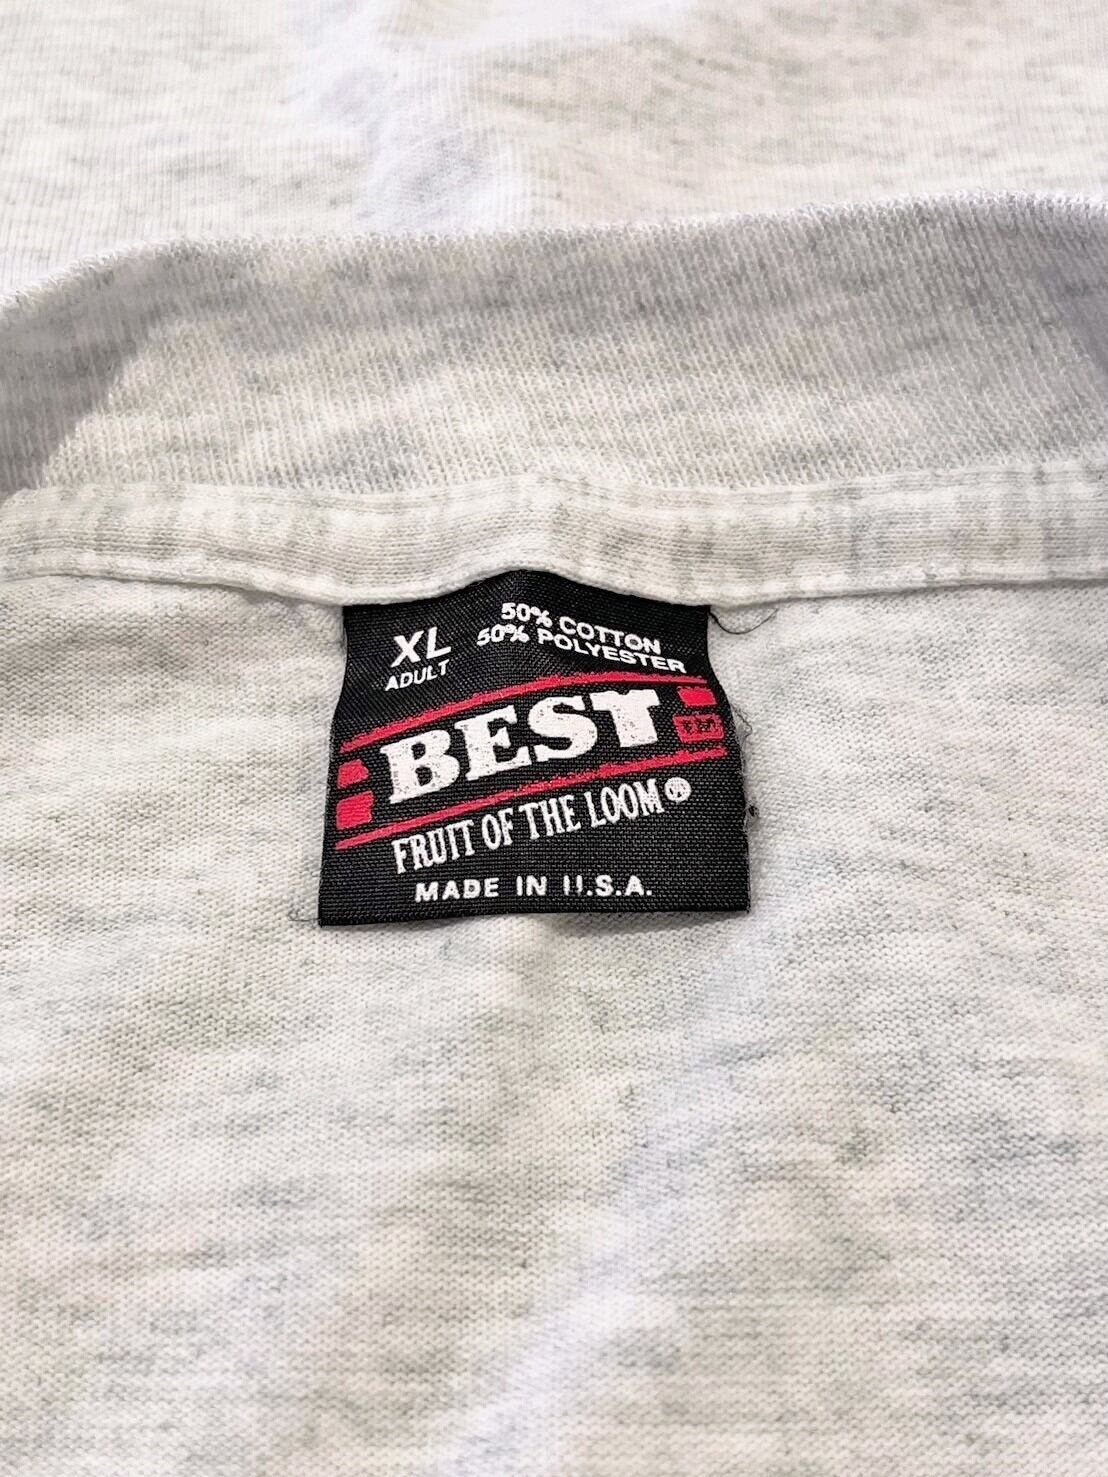 XL
ADULT
50% COTTON
50% POLYESTER
BEST
FRUIT OF THE LOOM®
MADE IN U.S.A.